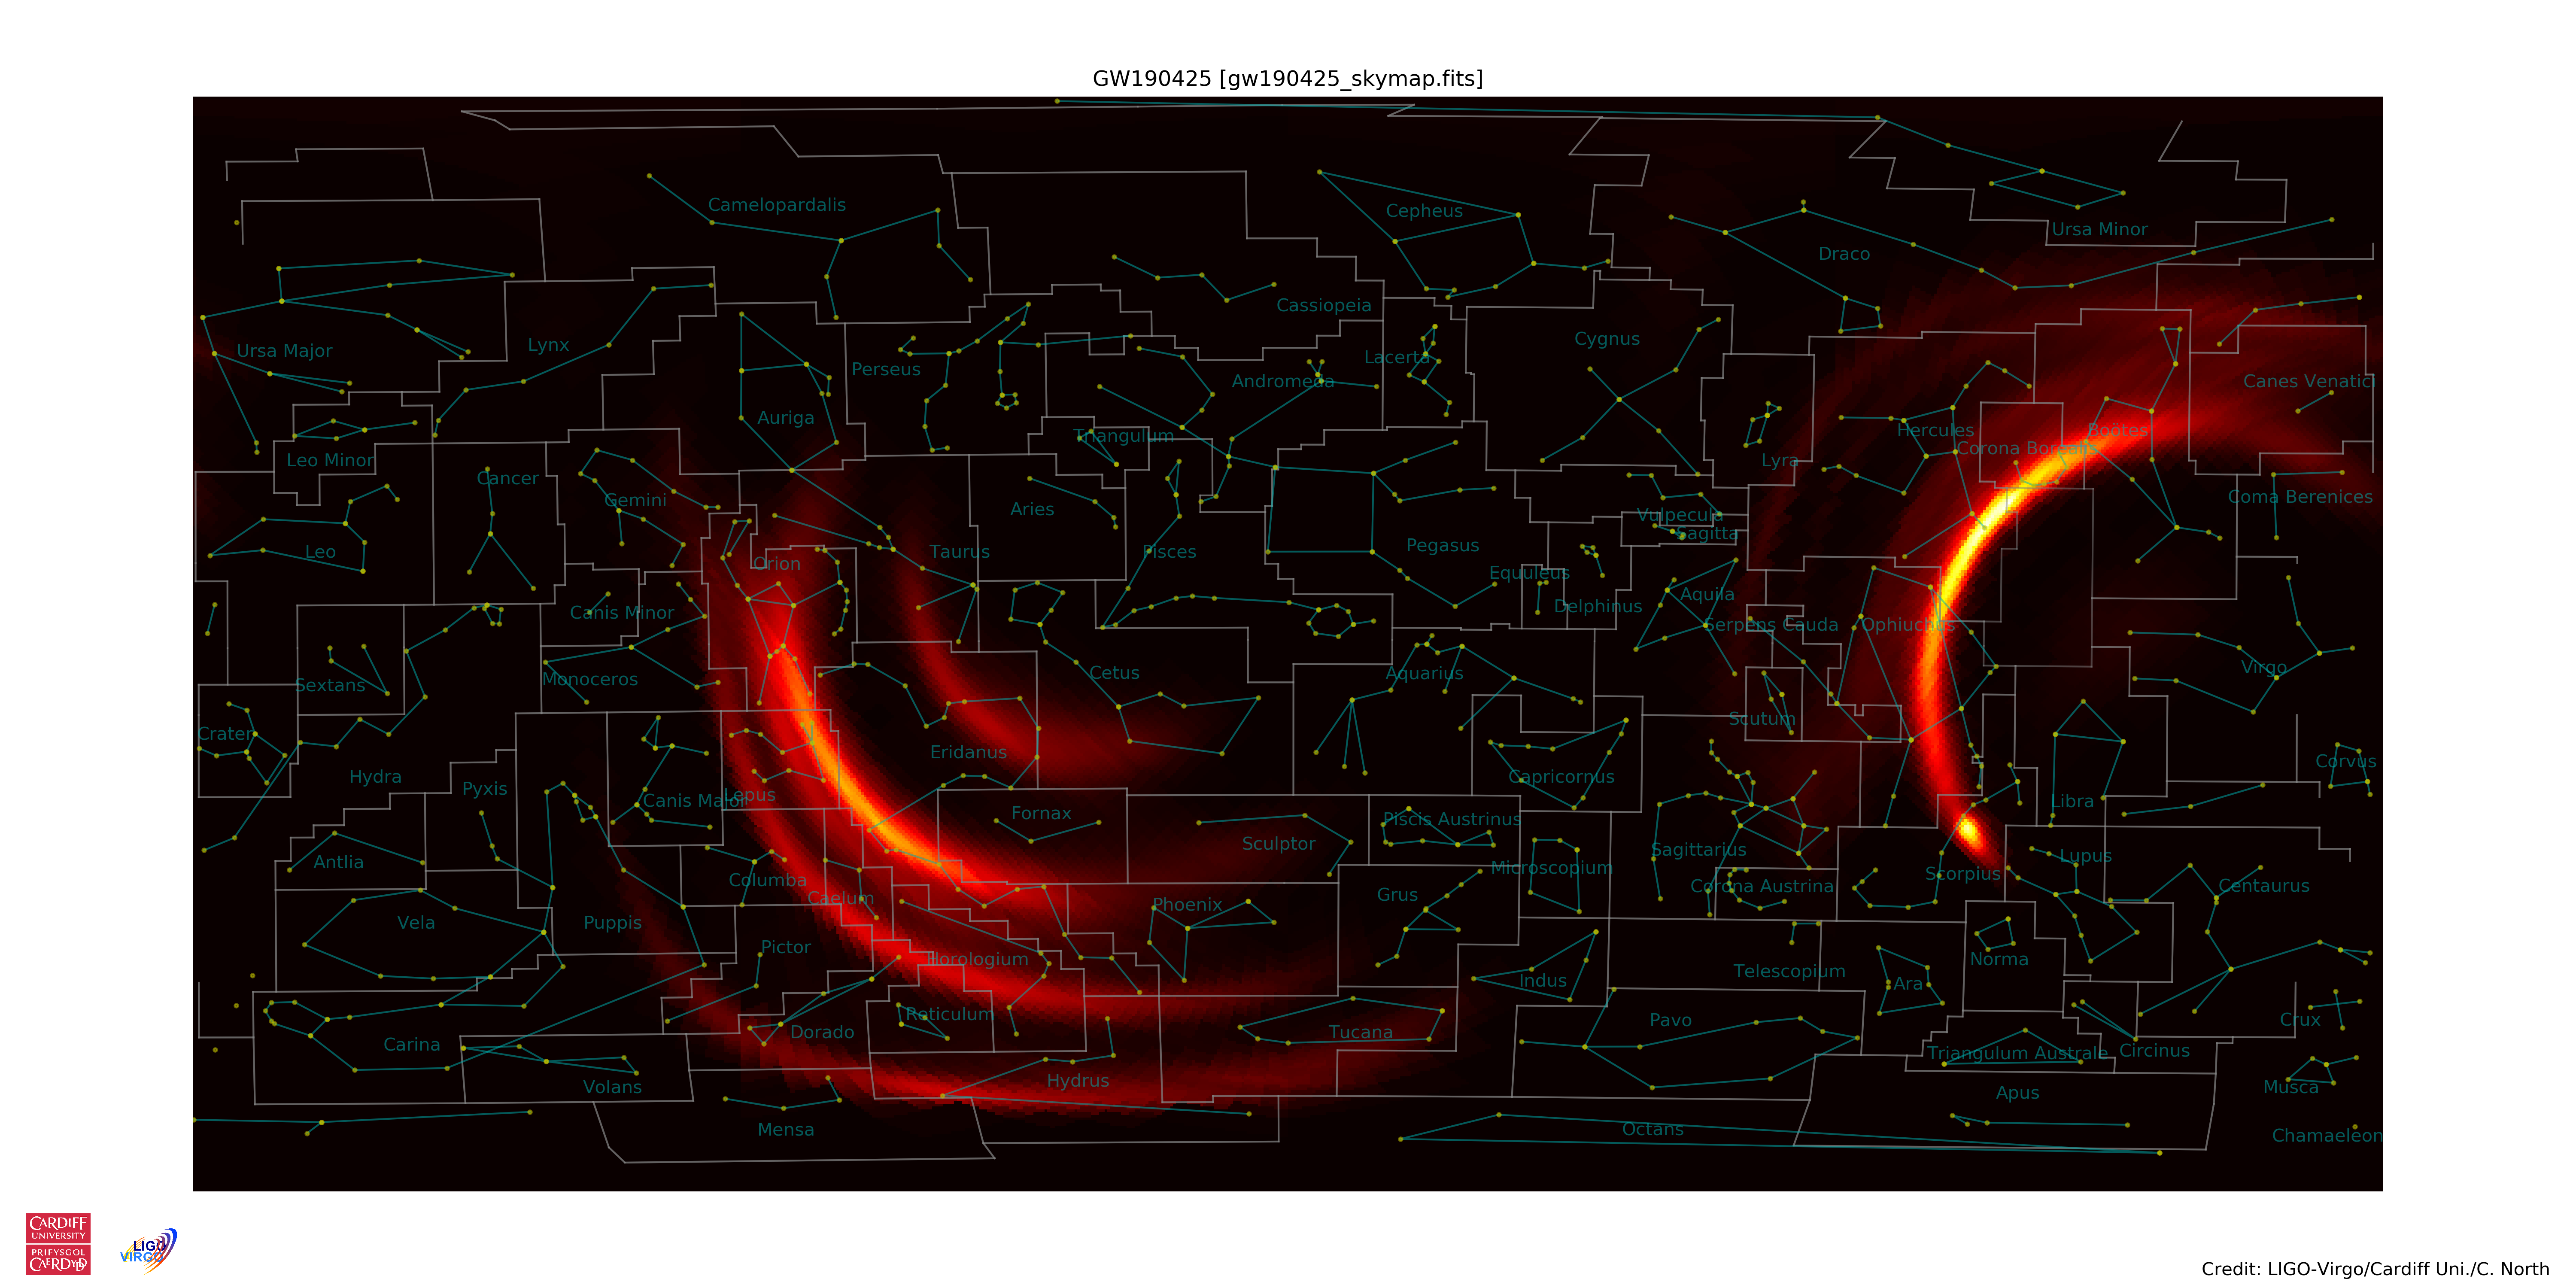 GW190425 [gw190425_skymap.fits]
Camelopardalis
Cepheus
Ursa Minor
Draco
Cassiopeia
Ursa Major
Lynx
Cygnus
Lacerta
Perseus
Andromeda
Canes Venatici
Auriga
Triangulum
Hercules
Boötes
Corona Borealis
Leo Minor
Lyra
Cancer
Gemini
Aries
Coma Berenices
Vulpecula
Sagitta
Leo
Orion
Taurus
Pisces
Pegasus
Equuleus
Canis Minor
Delphinus
Aquila
Serpens Cauda
Ophiuchus
Sextans
Monoceros
Cetus
Aquarius
Virgo
Crater
Scutum
Eridanus
Hydra
Capricornus
Corvus
Pyxis
Canis Major
Lepus
Libra
Fornax
Piscis Austrinus
Antlia
Sculptor
Sagittarius
Lupus
Microscopium
Columba
Caelum
Corona Austrina
Scorpius
Centaurus
Vela
Puppis
Phoenix
Grus
Pictor
Horologium
Indus
Telescopium
Ara
Norma
Reticulum
Carina
Dorado
Tucana
Pavo
Crux
Triangulum Australe
Circinus
Volans
Hydrus
Apus
Musca
Mensa
Octans
Chamaeleon
CARDIFF
UNIVERSITY
PRIFYSGOL
CAERDYDD
LIGO
VIRGO
Credit: LIGO-Virgo/Cardiff Uni./C. North